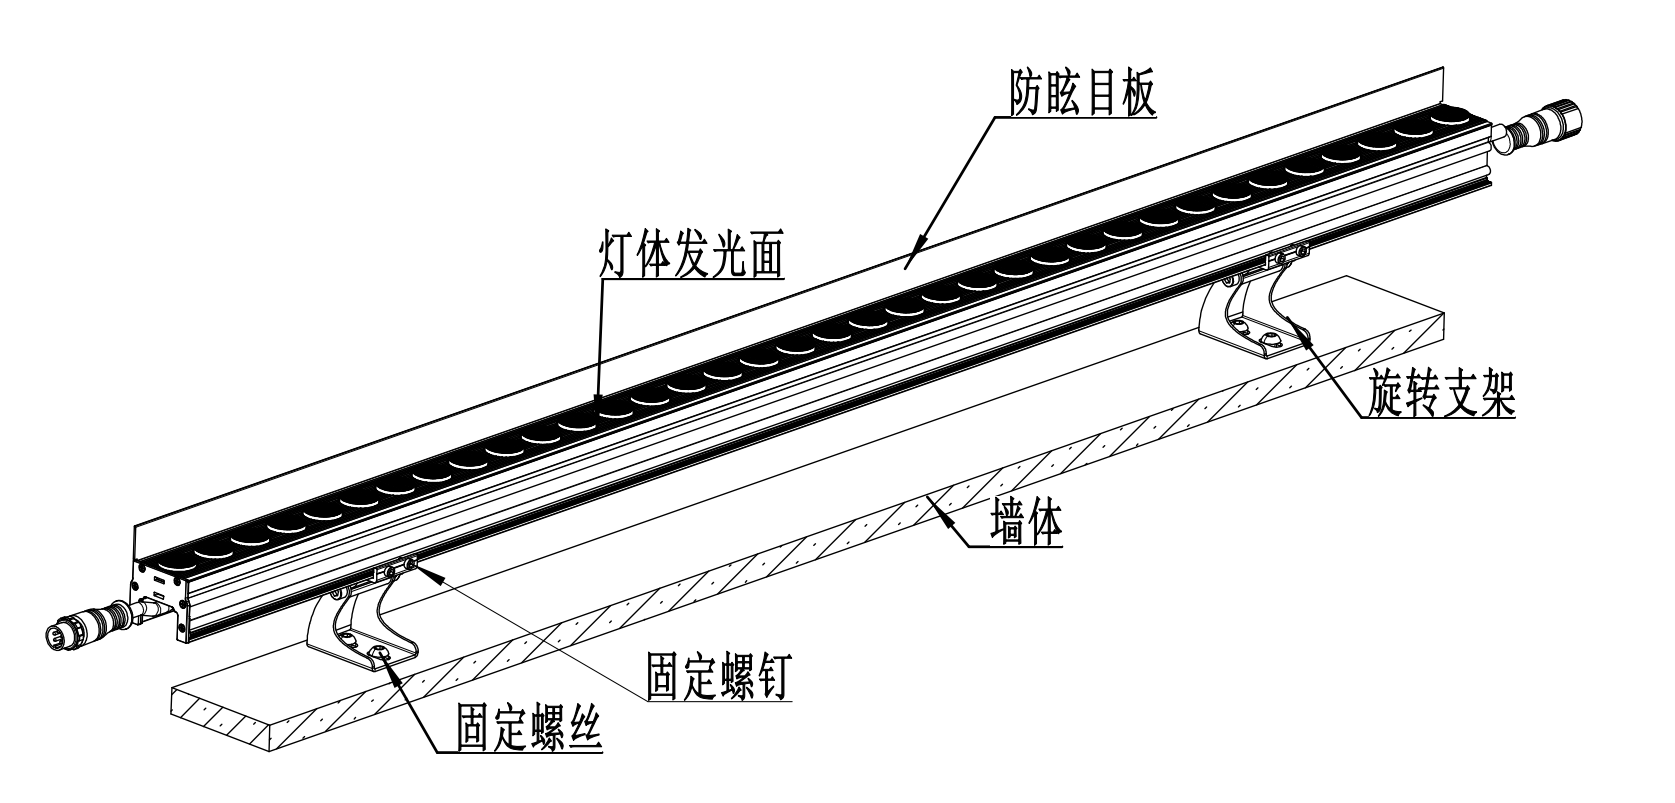 防眩目板
灯体发光面
旋转支架
墙体
固定螺钉
固定螺丝